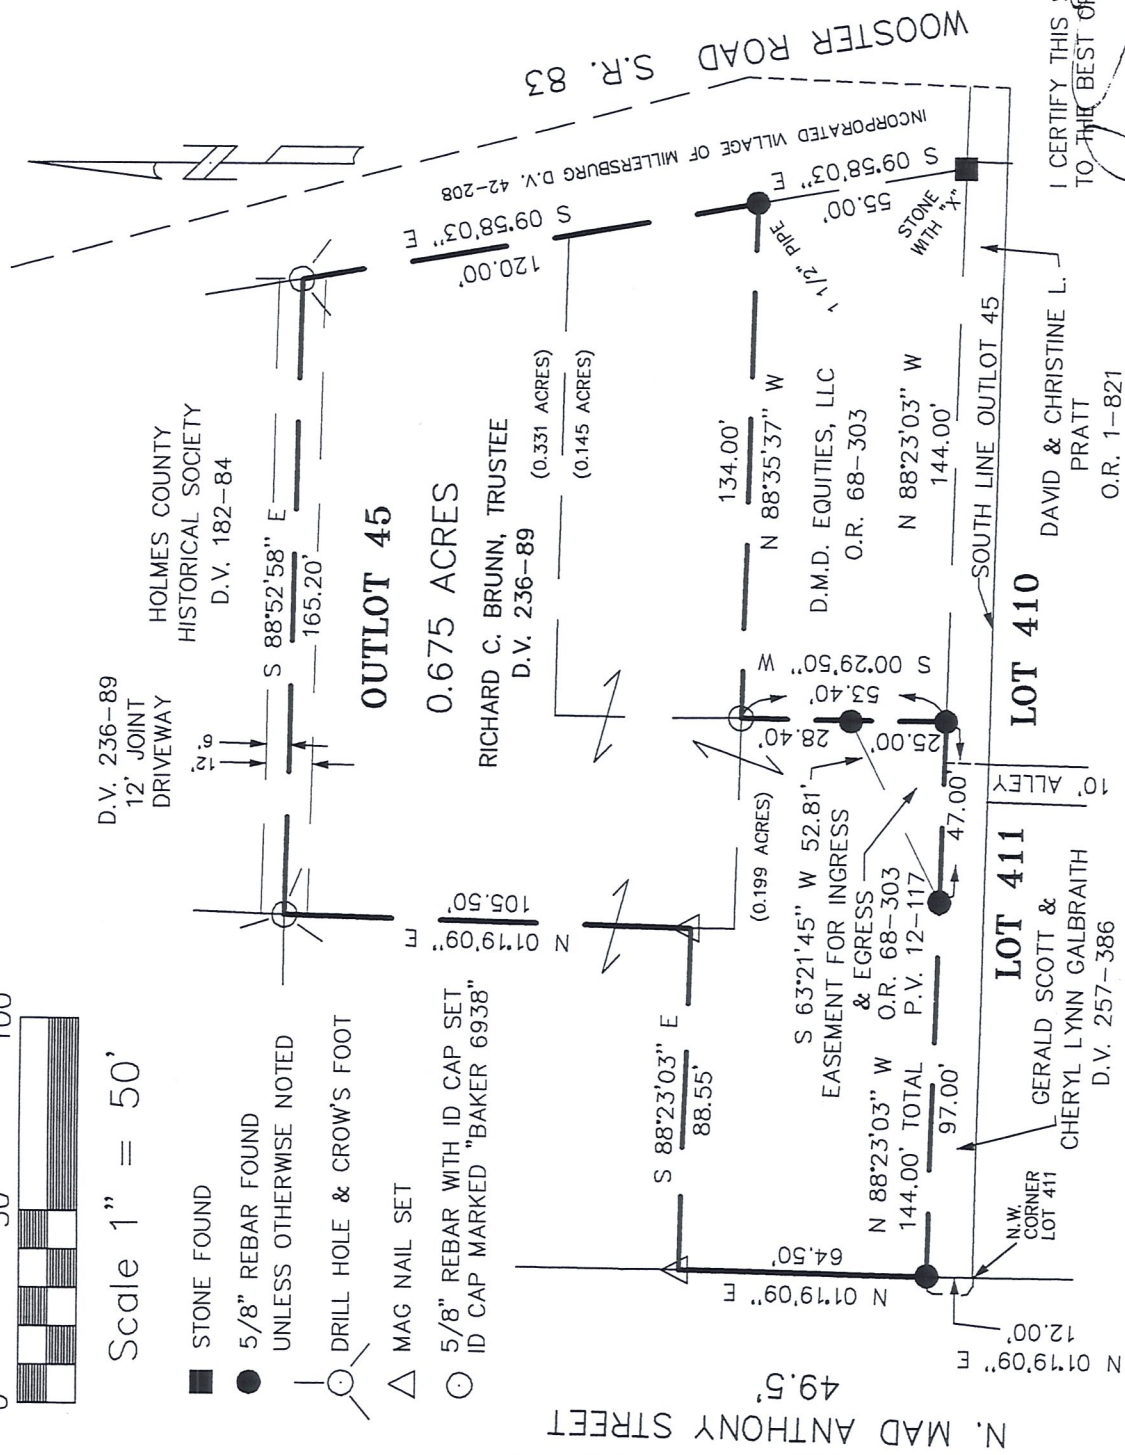 WOOSTER ROAD S.R. 83
INCORPORATED VILLAGE OF MILLERSBURG D.V. 42-208
S 09°58'03" E
120.00'
S 09°58'03" E
55.00'
STONE
WITH "X"
1 1/2" PIPE
I CERTIFY THIS
TO THE BEST OF
HOLMES COUNTY
HISTORICAL SOCIETY
D.V. 182-84
D.V. 236-89
12' JOINT
DRIVEWAY
6'
12'
S 88°52'58" E
165.20'
OUTLOT 45
0.675 ACRES
RICHARD C. BRUNN, TRUSTEE
D.V. 236-89
(0.331 ACRES)
(0.145 ACRES)
134.00'
N 88°35'37" W
D.M.D. EQUITIES, LLC
O.R. 68-303
N 88°23'03" W
144.00'
SOUTH LINE OUTLOT 45
DAVID & CHRISTINE L.
PRATT
O.R. 1-821
LOT 410
S 00°29'50" W
53.40'
28.40'
25.00'
47.00'
10' ALLEY
N 01°19'09" E
105.50'
(0.199 ACRES)
S 63°21'45" W 52.81'
EASEMENT FOR INGRESS
& EGRESS
O.R. 68-303
P.V. 12-117
LOT 411
GERALD SCOTT &
CHERYL LYNN GALBRAITH
D.V. 257-386
S 88°23'03" E
88.55'
N 88°23'03" W
144.00' TOTAL
97.00'
N.W.
CORNER
LOT 411
N 01°19'09" E
64.50'
N 01°19'09" E
12.00'
N. MAD ANTHONY STREET
49.5'
0 50 100
Scale 1" = 50'
STONE FOUND
5/8" REBAR FOUND
UNLESS OTHERWISE NOTED
DRILL HOLE & CROW'S FOOT
MAG NAIL SET
5/8" REBAR WITH ID CAP SET
ID CAP MARKED "BAKER 6938"